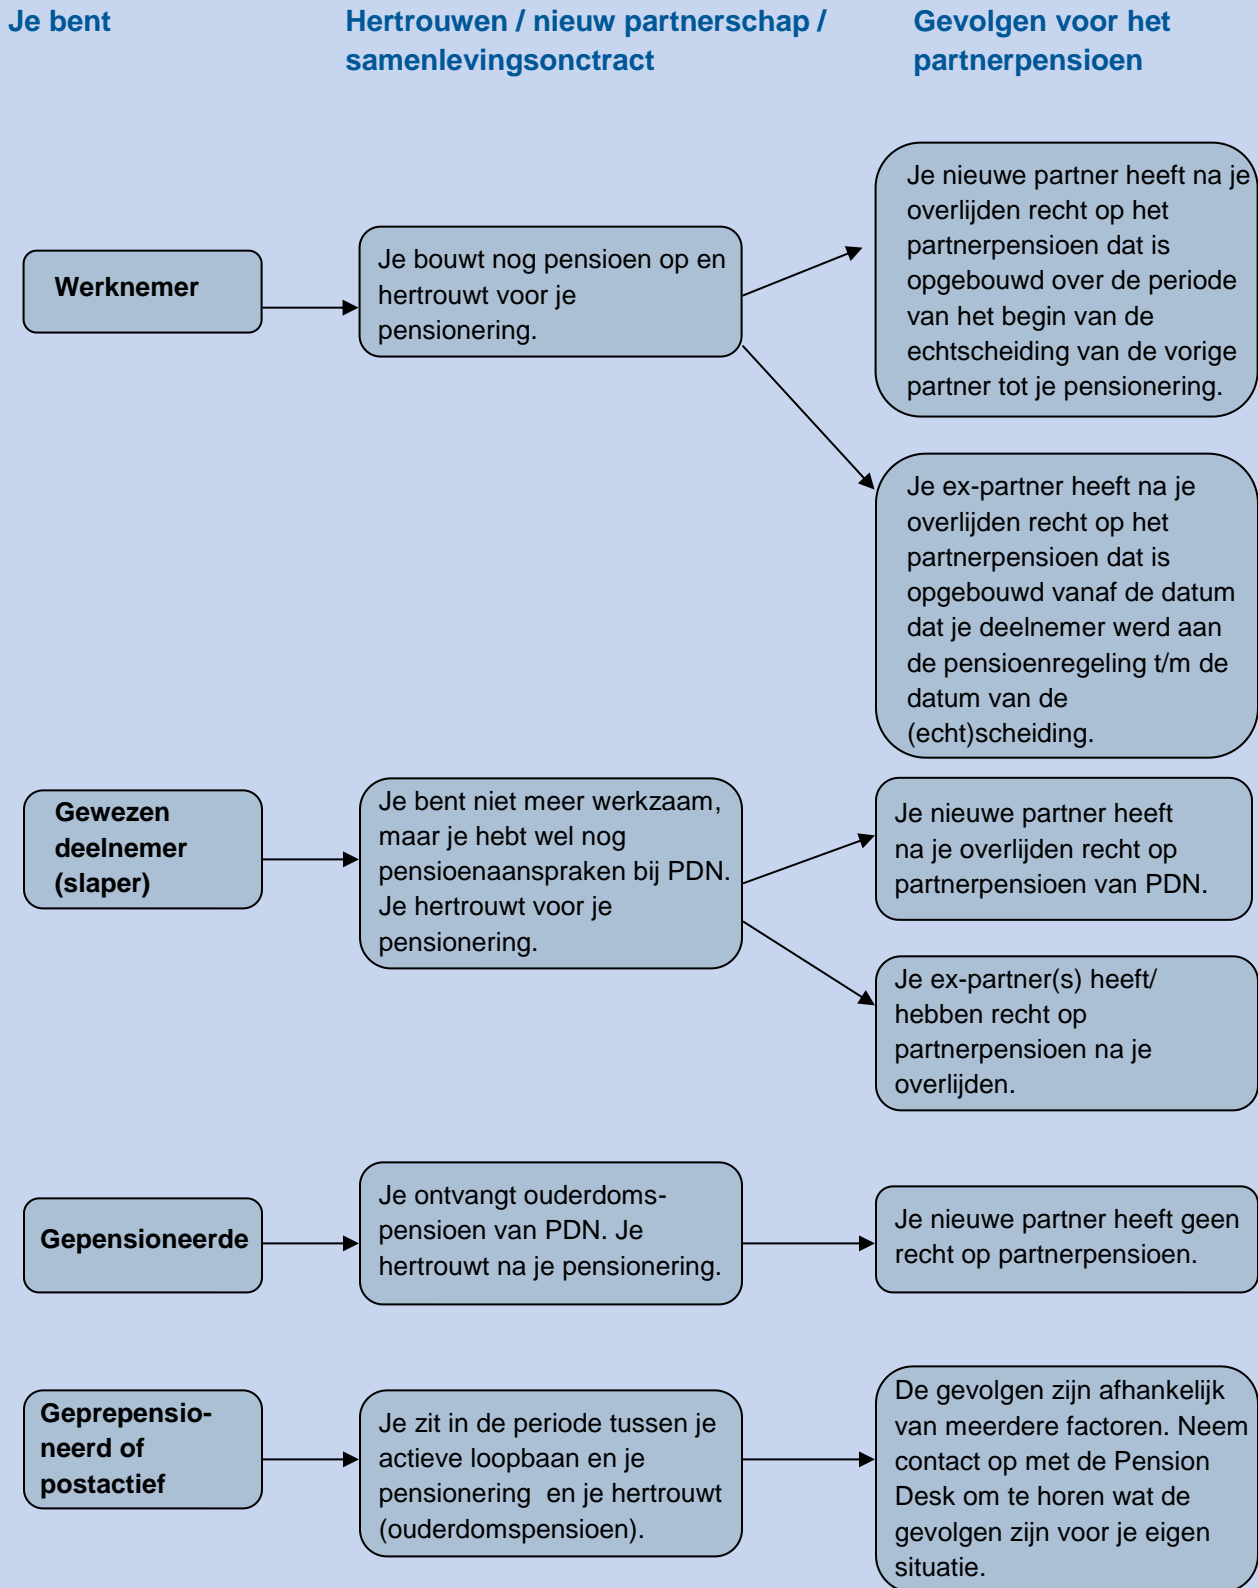 Je bent
Hertrouwen / nieuw partnerschap /
samenlevingsonctract
Gevolgen voor het
partnerpensioen
Werknemer
Je bouwt nog pensioen op en
hertrouwt voor je
pensionering.
Je nieuwe partner heeft na je
overlijden recht op het
partnerpensioen dat is
opgebouwd over de periode
van het begin van de
echtscheiding van de vorige
partner tot je pensionering.
Je ex-partner heeft na je
overlijden recht op het
partnerpensioen dat is
opgebouwd vanaf de datum
dat je deelnemer werd aan
de pensioenregeling t/m de
datum van de
(echt)scheiding.
Gewezen
deelnemer
(slaper)
Je bent niet meer werkzaam,
maar je hebt wel nog
pensioenaanspraken bij PDN.
Je hertrouwt voor je
pensionering.
Je nieuwe partner heeft
na je overlijden recht op
partnerpensioen van PDN.
Je ex-partner(s) heeft/
hebben recht op
partnerpensioen na je
overlijden.
Gepensioneerde
Je ontvangt ouderdoms-
pensioen van PDN. Je
hertrouwt na je pensionering.
Je nieuwe partner heeft geen
recht op partnerpensioen.
Geprepensio-
neerd of
postactief
Je zit in de periode tussen je
actieve loopbaan en je
pensionering en je hertrouwt
(ouderdomspensioen).
De gevolgen zijn afhankelijk
van meerdere factoren. Neem
contact op met de Pension
Desk om te horen wat de
gevolgen zijn voor je eigen
situatie.